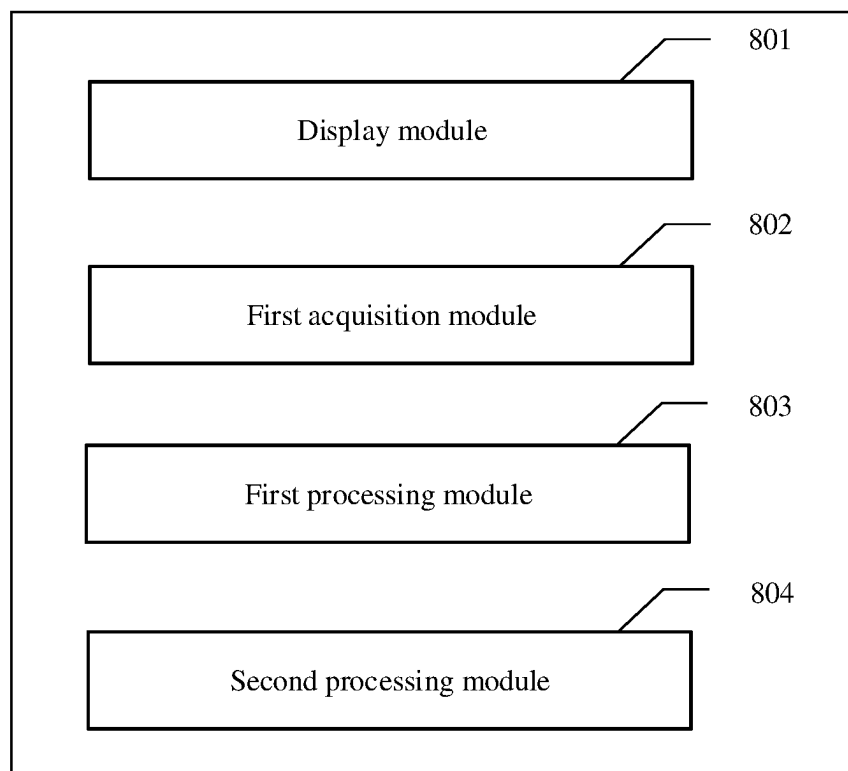 801
Display module
802
First acquisition module
803
First processing module
804
Second processing module